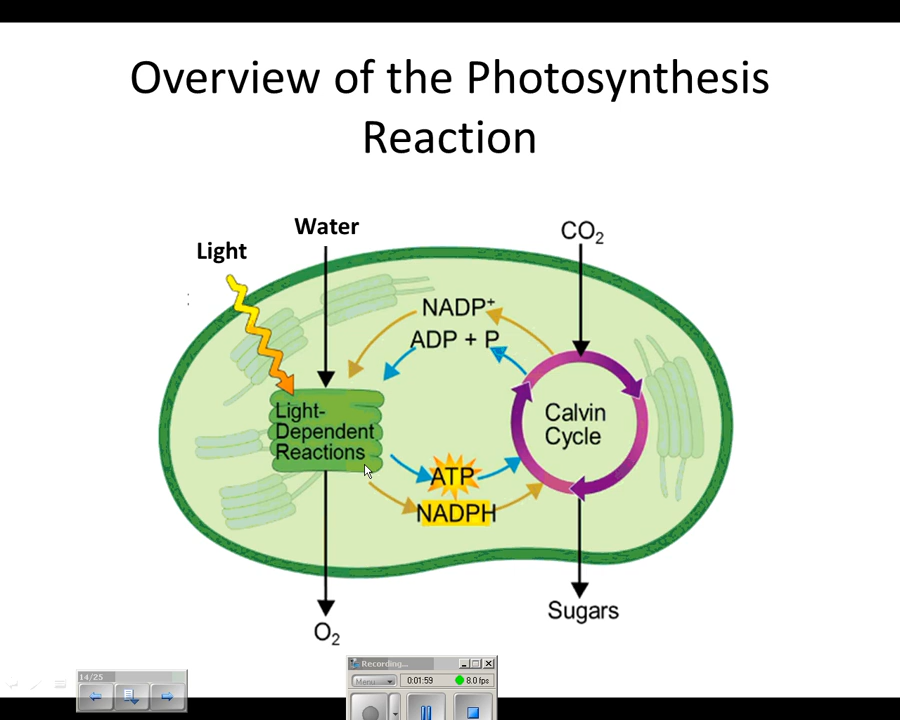 Overview of the Photosynthesis
Reaction
Water
CO₂
Light
NADP⁺
ADP + P
Light-
Dependent
Reactions
Calvin
Cycle
ATP
NADPH
Sugars
O₂
14/25
Recording...
Menu
0:01:59
8.0 fps